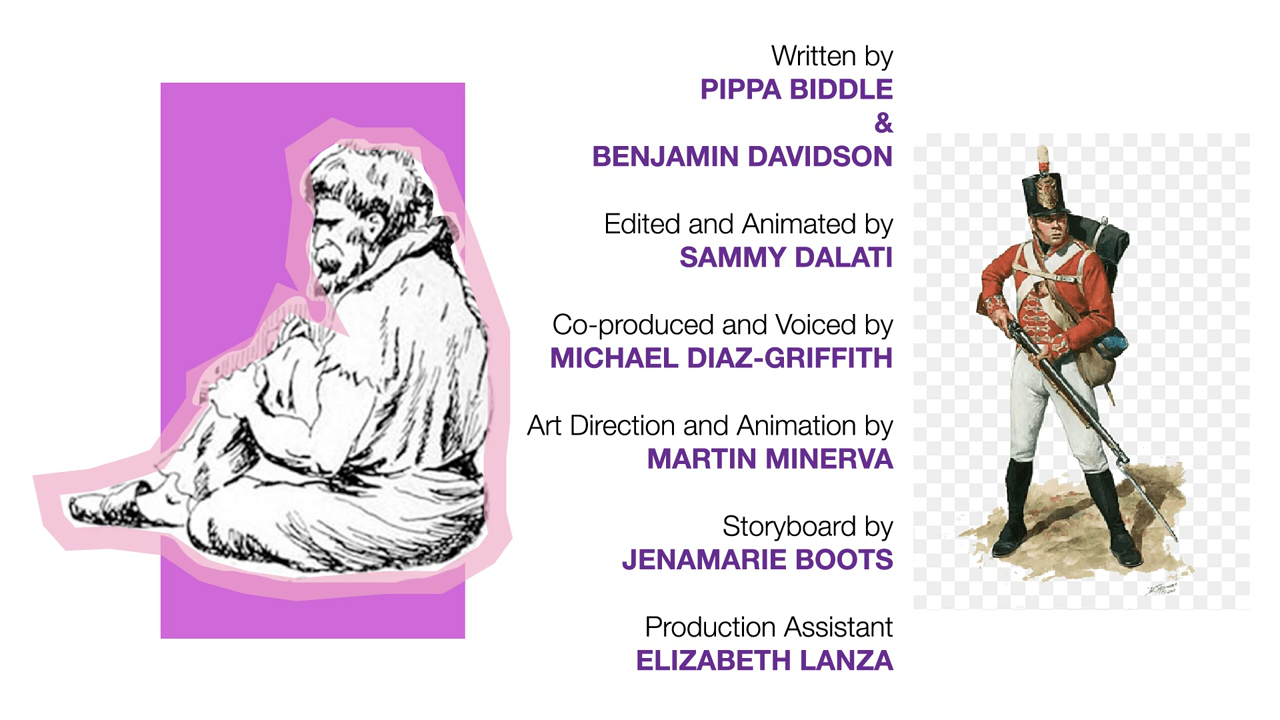 Written by
PIPPA BIDDLE
&
BENJAMIN DAVIDSON
Edited and Animated by
SAMMY DALATI
Co-produced and Voiced by
MICHAEL DIAZ-GRIFFITH
Art Direction and Animation by
MARTIN MINERVA
Storyboard by
JENAMARIE BOOTS
Production Assistant
ELIZABETH LANZA